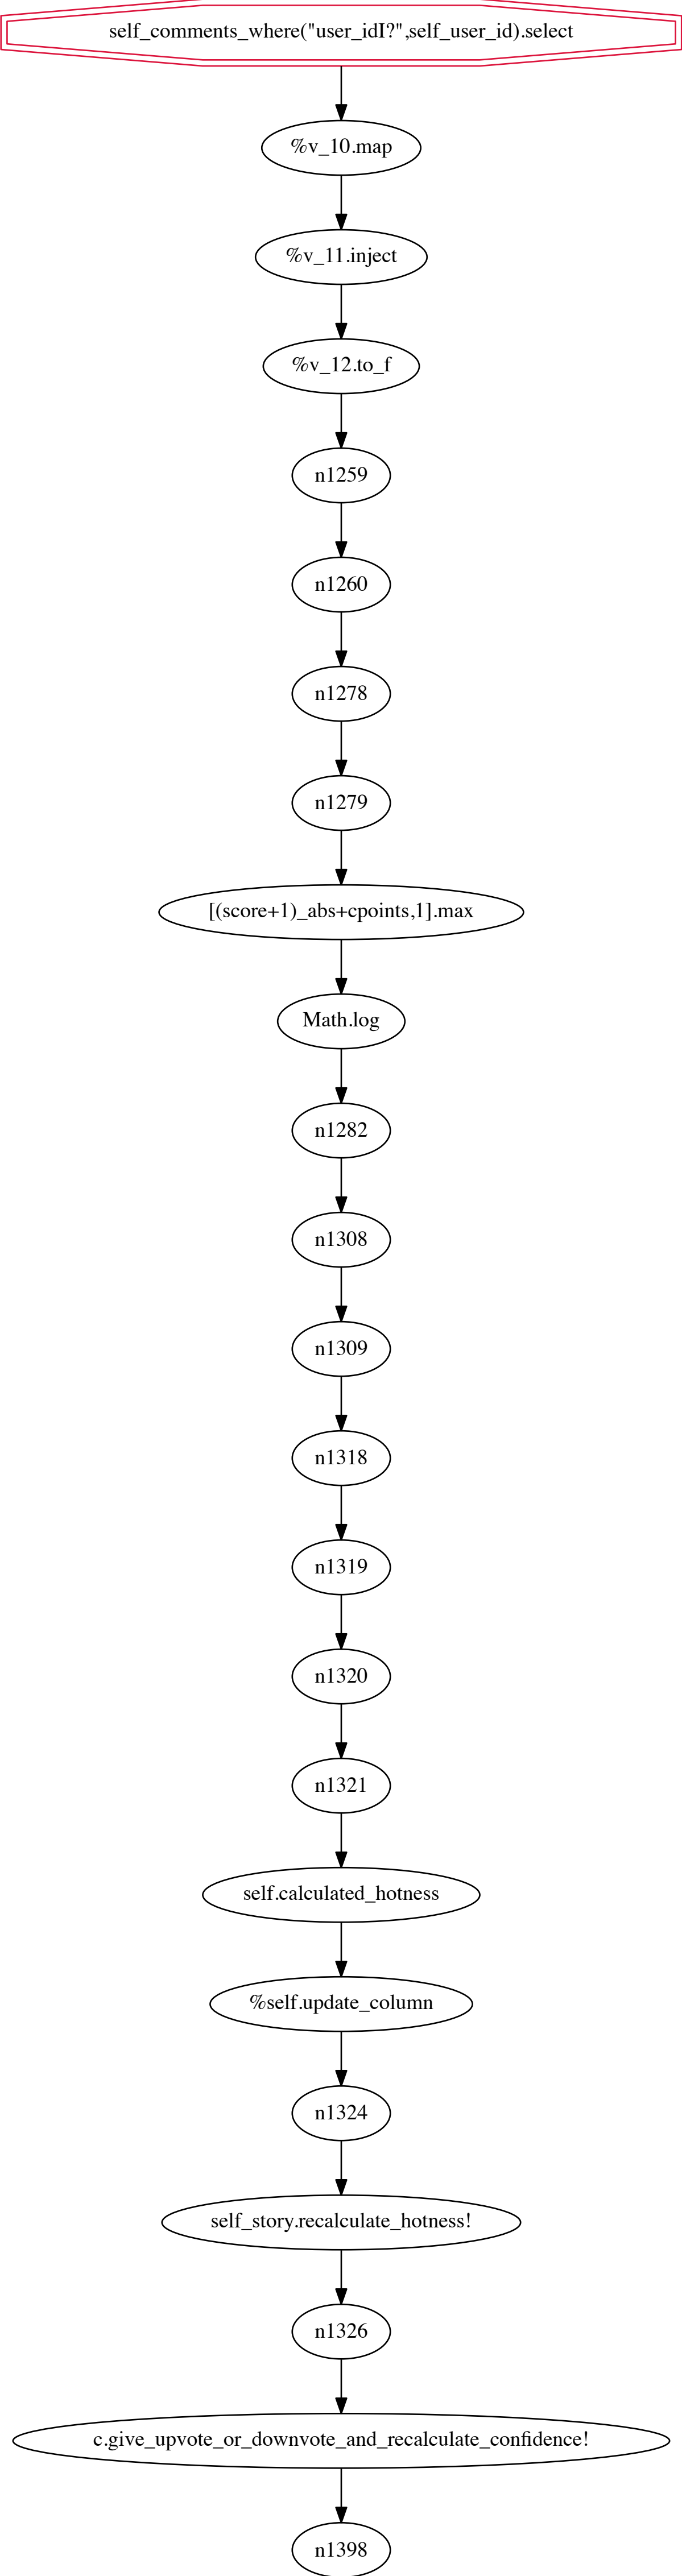 self_comments_where("user_idI?",self_user_id).select
%v_10.map
%v_11.inject
%v_12.to_f
n1259
n1260
n1278
n1279
[(score+1)_abs+cpoints,1].max
Math.log
n1282
n1308
n1309
n1318
n1319
n1320
n1321
self.calculated_hotness
%self.update_column
n1324
self_story.recalculate_hotness!
n1326
c.give_upvote_or_downvote_and_recalculate_confidence!
n1398